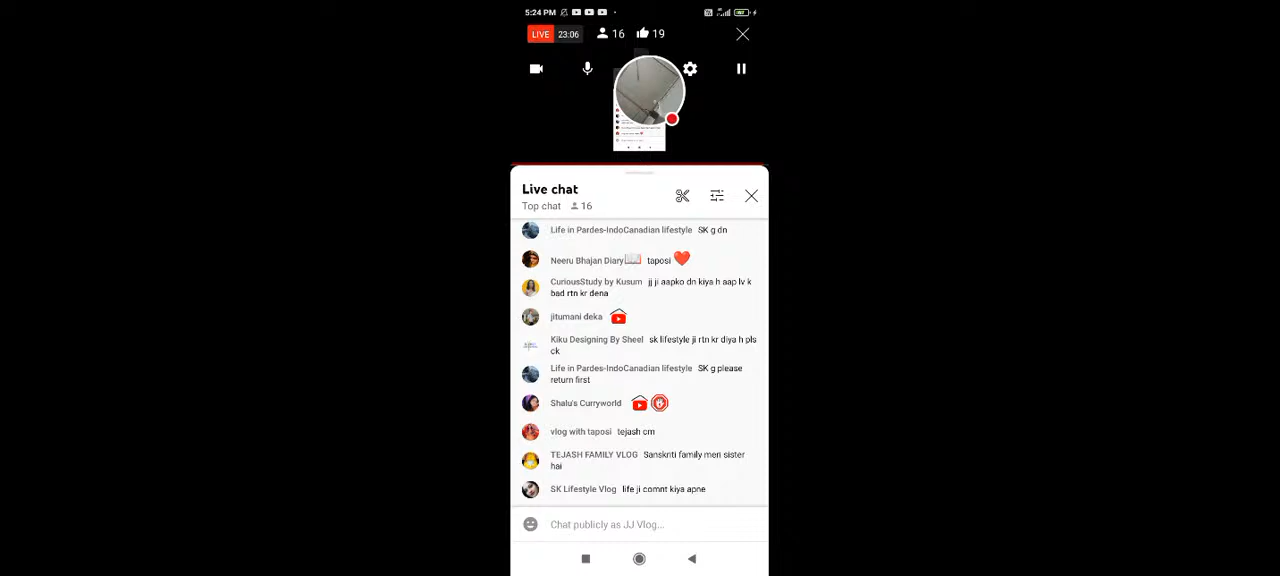 5:24 PM
LIVE 23:06 16 19
Live chat
Top chat 16
Life in Pardes-IndoCanadian lifestyle SK g dn
Neeru Bhajan Diary📖 taposi ❤️
CuriousStudy by Kusum jj ji aapko dn kiya h aap lv k
bad rtn kr dena
jitumani deka
Kiku Designing By Sheel sk lifestyle ji rtn kr diya h pls
ck
Life in Pardes-IndoCanadian lifestyle SK g please
return first
Shalu's Curryworld
vlog with taposi tejash cm
TEJASH FAMILY VLOG Sanskriti family meri sister
hai
SK Lifestyle Vlog life ji comnt kiya apne
Chat publicly as JJ Vlog...